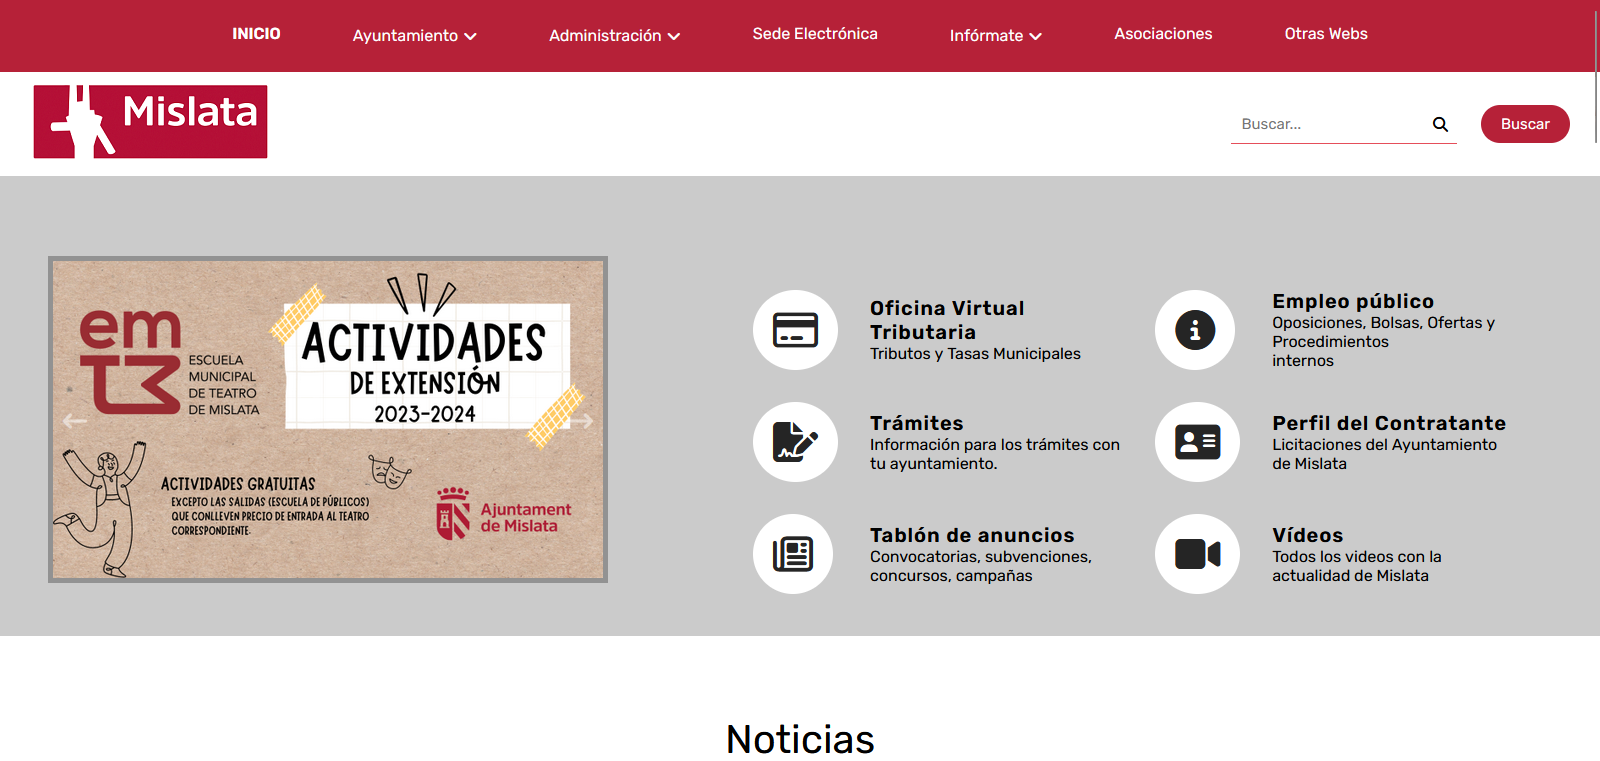 INICIO
Ayuntamiento
Administración
Sede Electrónica
Infórmate
Asociaciones
Otras Webs
Mislata
Buscar...
Buscar
em
t3
ESCUELA
MUNICIPAL
DE TEATRO
DE MISLATA
ACTIVIDADES
DE EXTENSIÓN
2023-2024
ACTIVIDADES GRATUITAS
EXCEPTO LAS SALIDAS (ESCUELA DE PÚBLICOS)
QUE CONLLEVEN PRECIO DE ENTRADA AL TEATRO
CORRESPONDIENTE.
Ajuntament
de Mislata
Oficina Virtual
Tributaria
Tributos y Tasas Municipales
Empleo público
Oposiciones, Bolsas, Ofertas y
Procedimientos
internos
Trámites
Información para los trámites con
tu ayuntamiento.
Perfil del Contratante
Licitaciones del Ayuntamiento
de Mislata
Tablón de anuncios
Convocatorias, subvenciones,
concursos, campañas
Vídeos
Todos los videos con la
actualidad de Mislata
Noticias